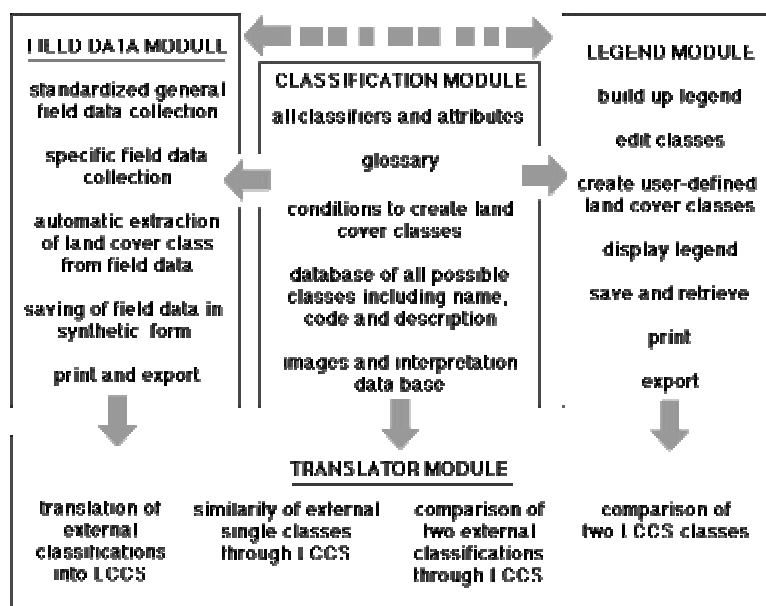 FIELD DATA MODULE
standardized general
field data collection
specific field data
collection
automatic extraction
of land cover class
from field data
saving of field data in
synthetic form
print and export
CLASSIFICATION MODULE
all classifiers and attributes
glossary
conditions to create land
cover classes
database of all possible
classes including name,
code and description
images and interpretation
data base
LEGEND MODULE
build up legend
edit classes
create user-defined
land cover classes
display legend
save and retrieve
print
export
TRANSLATOR MODULE
translation of
external
classifications
into LCCS
similarity of external
single classes
through LCCS
comparison of
two external
classifications
through LCCS
comparison of
two LCCS classes